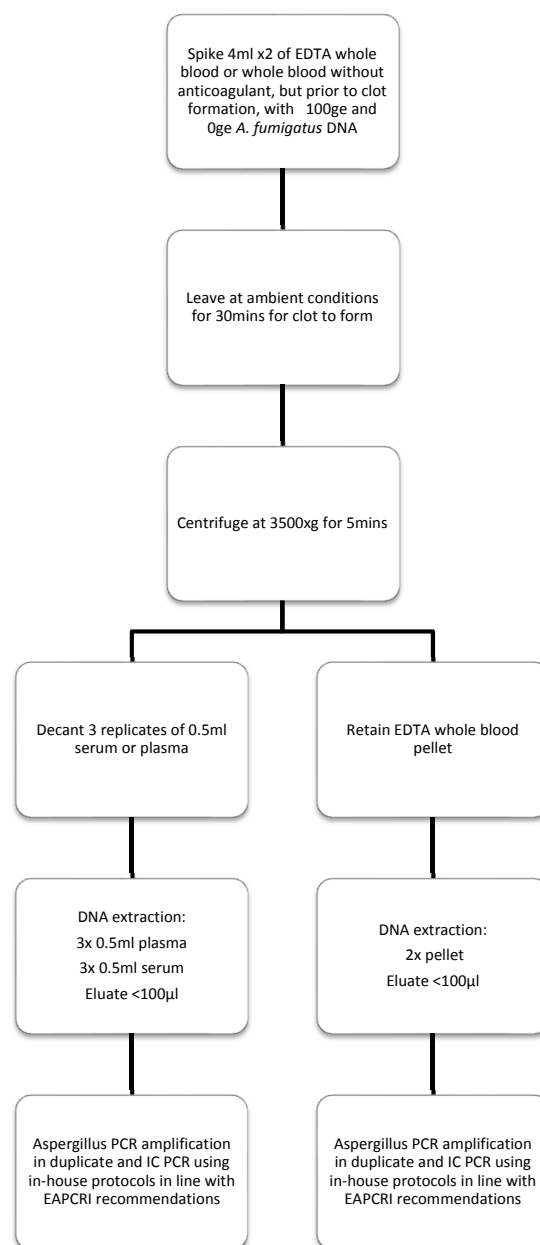 Spike 4ml x2 of EDTA whole
blood or whole blood without
anticoagulant, but prior to clot
formation, with 100ge and
0ge A. fumigatus DNA
Leave at ambient conditions
for 30mins for clot to form
Centrifuge at 3500xg for 5mins
Decant 3 replicates of 0.5ml
serum or plasma
Retain EDTA whole blood
pellet
DNA extraction:
3x 0.5ml plasma
3x 0.5ml serum
Eluate <100µl
DNA extraction:
2x pellet
Eluate <100µl
Aspergillus PCR amplification
in duplicate and IC PCR using
in-house protocols in line with
EAPCRI recommendations
Aspergillus PCR amplification
in duplicate and IC PCR using
in-house protocols in line with
EAPCRI recommendations